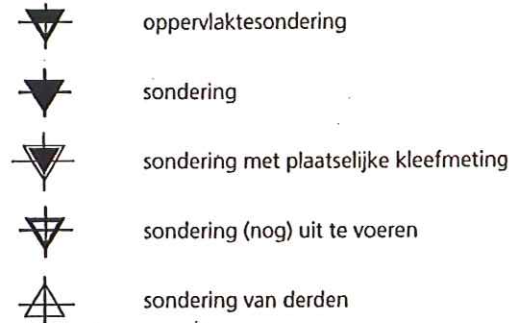 oppervlaktesondering
sondering
sondering met plaatselijke kleefmeting
sondering (nog) uit te voeren
sondering van derden